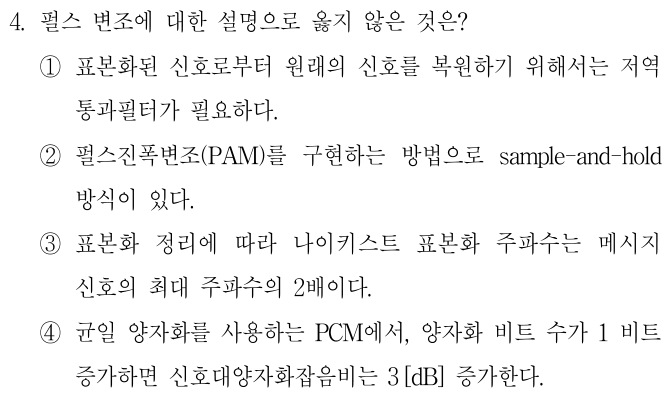 4. 펄스 변조에 대한 설명으로 옳지 않은 것은?
① 표본화된 신호로부터 원래의 신호를 복원하기 위해서는 저역
통과필터가 필요하다.
② 펄스진폭변조(PAM)를 구현하는 방법으로 sample-and-hold
방식이 있다.
③ 표본화 정리에 따라 나이키스트 표본화 주파수는 메시지
신호의 최대 주파수의 2배이다.
④ 균일 양자화를 사용하는 PCM에서, 양자화 비트 수가 1 비트
증가하면 신호대양자화잡음비는 3 [dB] 증가한다.